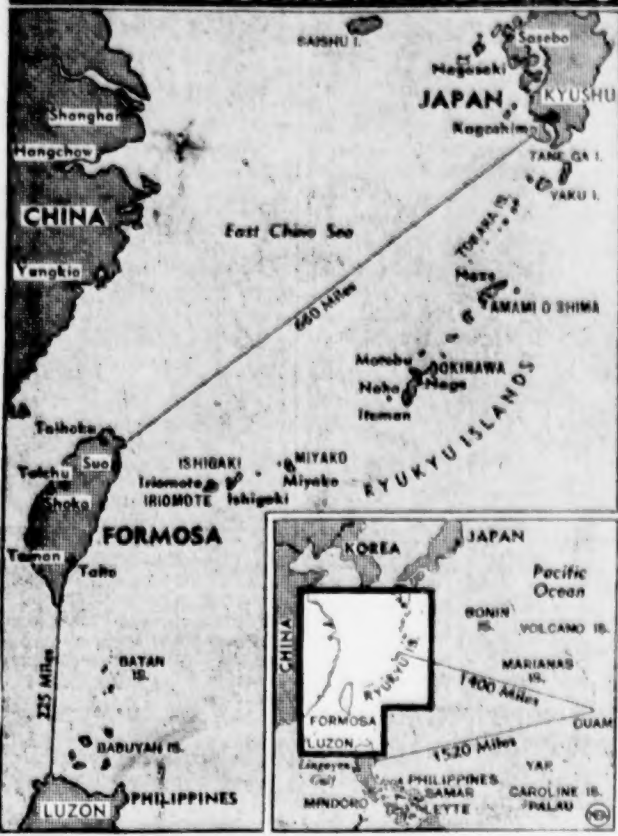 SAISHU I.
Sasebo
Nagasaki
JAPAN
KYUSHU
Kagoshima
TANE GA I.
YAKU I.
TOKARA IS.
Shanghai
Hangchow
CHINA
East China Sea
Yungkia
660 Miles
Naze
AMAMI O SHIMA
Motobu
OKINAWA
Naha
Nago
Itoman
RYUKYU ISLANDS
Taihoku
Suo
Taichu
Shoka
FORMOSA
Tainan
Taito
ISHIGAKI
MIYAKO
Iriomote
Ishigaki
Miyako
IRIOMOTE
225 Miles
BATAN
IS.
BABUYAN IS.
LUZON
PHILIPPINES
KOREA
JAPAN
Pacific
Ocean
CHINA
BONIN
IS.
VOLCANO IS.
RYUKYU IS.
MARIANAS
IS.
1400 Miles
GUAM
FORMOSA
LUZON
1520 Miles
Lingayen
Gulf
YAP
PHILIPPINES
SAMAR
MINDORO
LEYTE
CAROLINE IS.
PALAU